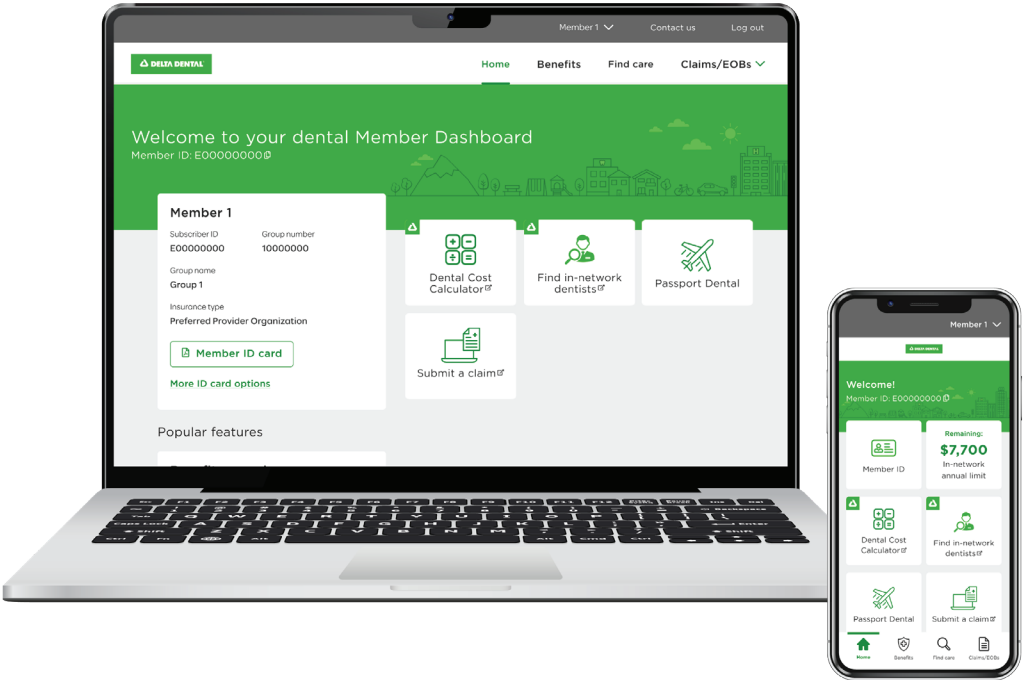 Member 1
Contact us
Log out
DELTA DENTAL
Home
Benefits
Find care
Claims/EOBs
Welcome to your dental Member Dashboard
Member ID: E00000000
Member 1
Subscriber ID
Group number
E00000000
10000000
Group name
Group 1
Insurance type
Preferred Provider Organization
Member ID card
More ID card options
Dental Cost
Calculator
Find in-network
dentists
Passport Dental
Submit a claim
Popular features
Member 1
DELTA DENTAL
Welcome!
Member ID: E00000000
Member ID
Remaining:
$7,700
In-network
annual limit
Dental Cost
Calculator
Find in-network
dentists
Passport Dental
Submit a claim
Home
Benefits
Find care
Claims/EOBs